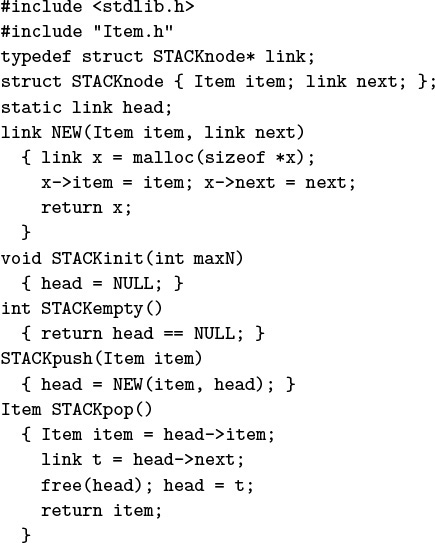 #include <stdlib.h>
#include "Item.h"
typedef struct STACKnode* link;
struct STACKnode { Item item; link next; };
static link head;
link NEW(Item item, link next)
  { link x = malloc(sizeof *x);
    x->item = item; x->next = next;
    return x;
  }
void STACKinit(int maxN)
  { head = NULL; }
int STACKempty()
  { return head == NULL; }
STACKpush(Item item)
  { head = NEW(item, head); }
Item STACKpop()
  { Item item = head->item;
    link t = head->next;
    free(head); head = t;
    return item;
  }